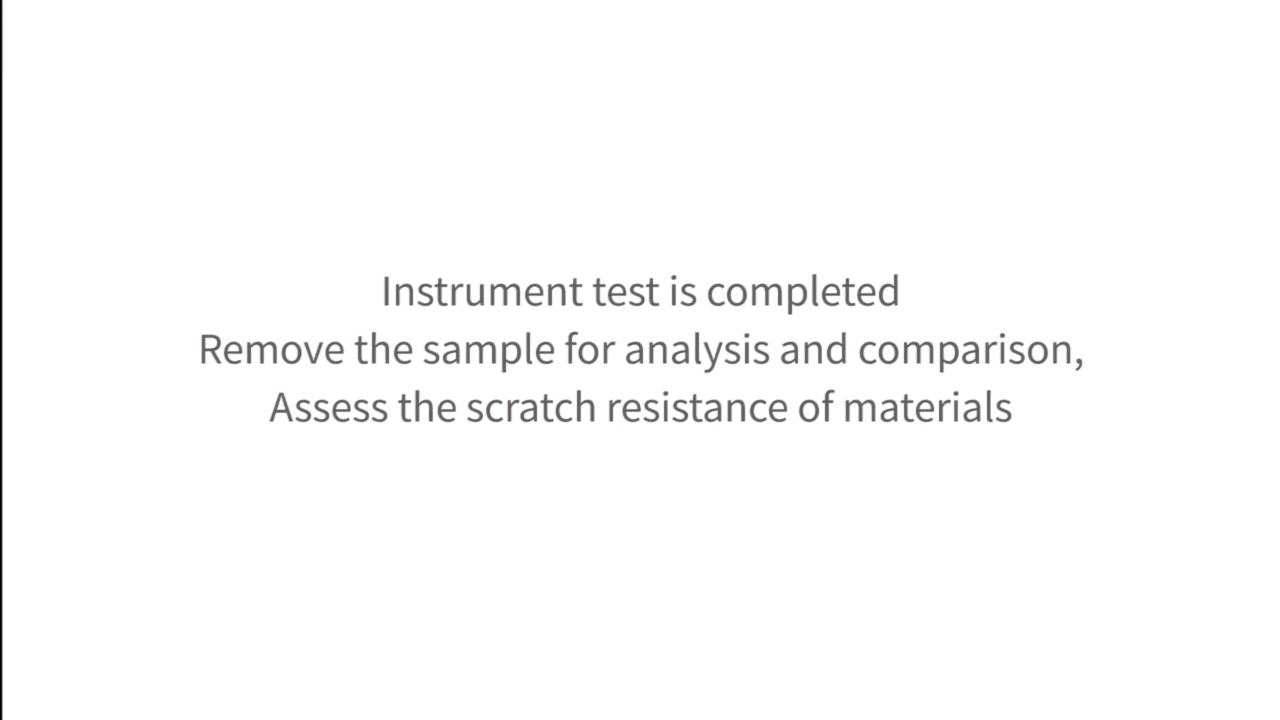 Instrument test is completed
Remove the sample for analysis and comparison,
Assess the scratch resistance of materials